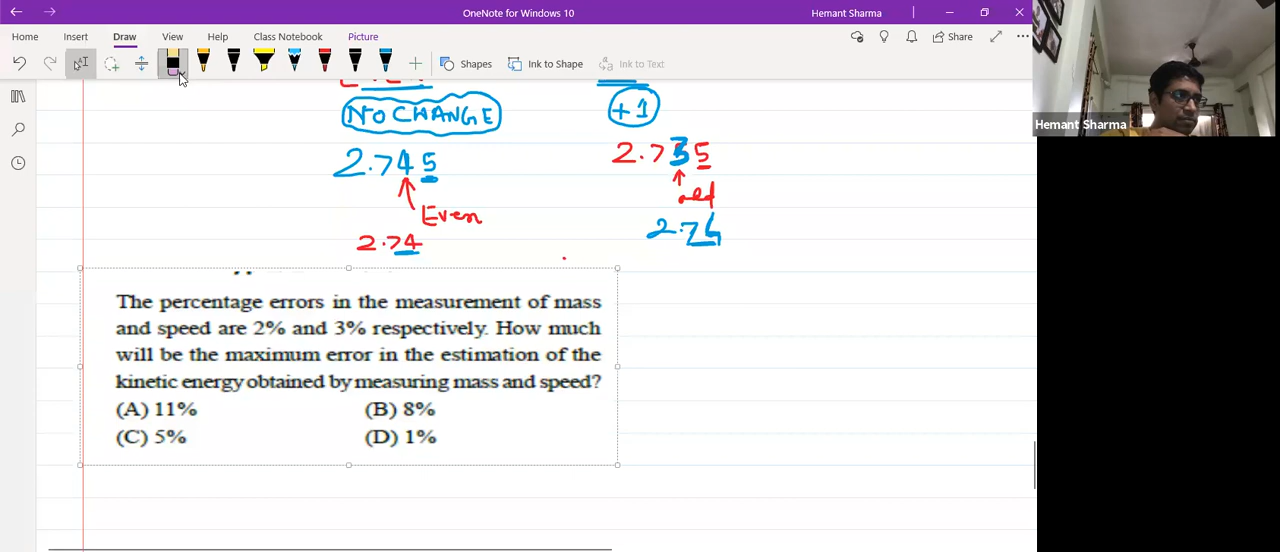 OneNote for Windows 10
Hemant Sharma
Home Insert Draw View Help Class Notebook Picture
Share
Shapes Ink to Shape Ink to Text
NO CHANGE
+1
2.745
2.7 5
Even
odd
2.74
2.76
The percentage errors in the measurement of mass
and speed are 2% and 3% respectively. How much
will be the maximum error in the estimation of the
kinetic energy obtained by measuring mass and speed?
(A) 11% (B) 8%
(C) 5% (D) 1%
Hemant Sharma